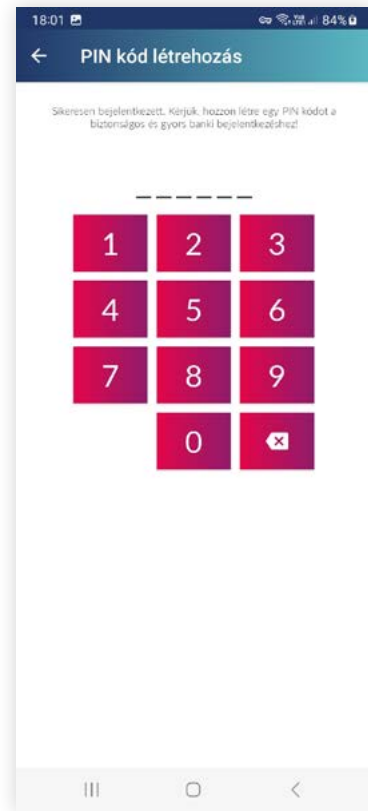 18:01 84%
PIN kód létrehozás
Sikeresen bejelentkezett. Kérjük, hozzon létre egy PIN kódot a
biztonságos és gyors banki bejelentkezéshez!
1 2 3
4 5 6
7 8 9
0